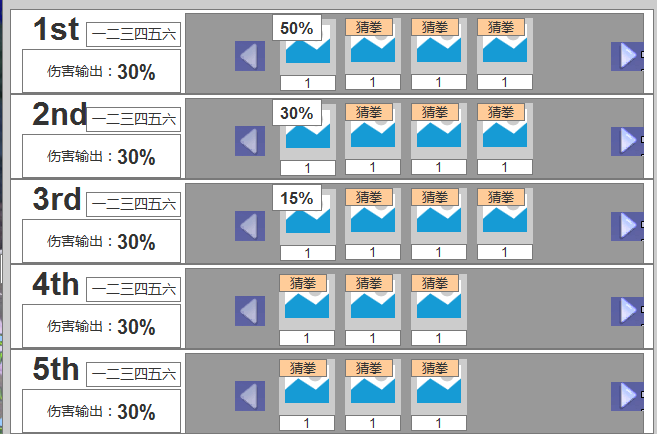 1st 一二三四五六 50% 猜拳 猜拳 猜拳
伤害输出：30% 1 1 1 1
2nd 一二三四五六 30% 猜拳 猜拳 猜拳
伤害输出：30% 1 1 1 1
3rd 一二三四五六 15% 猜拳 猜拳 猜拳
伤害输出：30% 1 1 1 1
4th 一二三四五六 猜拳 猜拳 猜拳
伤害输出：30% 1 1 1
5th 一二三四五六 猜拳 猜拳 猜拳
伤害输出：30% 1 1 1